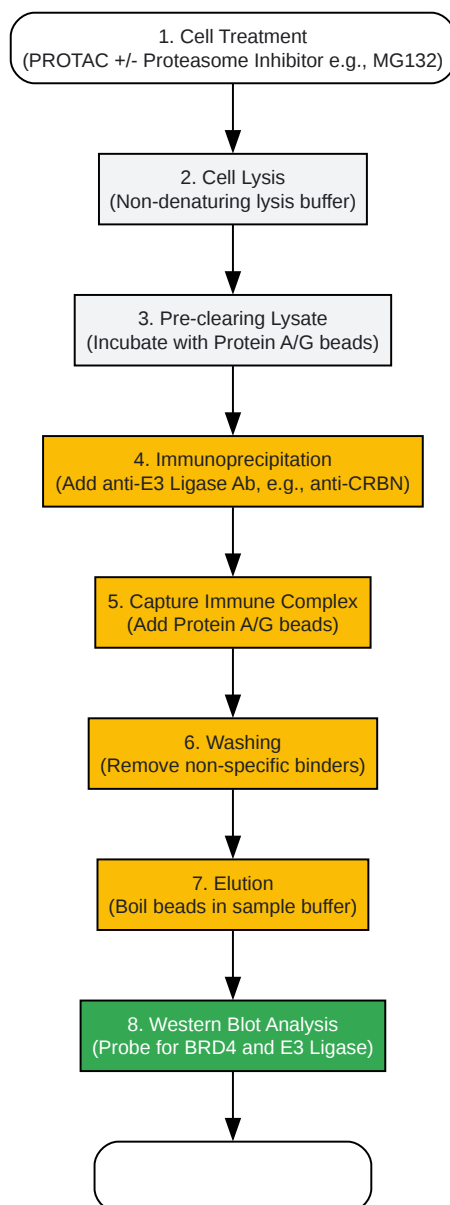 1. Cell Treatment
(PROTAC +/- Proteasome Inhibitor e.g., MG132)
2. Cell Lysis
(Non-denaturing lysis buffer)
3. Pre-clearing Lysate
(Incubate with Protein A/G beads)
4. Immunoprecipitation
(Add anti-E3 Ligase Ab, e.g., anti-CRBN)
5. Capture Immune Complex
(Add Protein A/G beads)
6. Washing
(Remove non-specific binders)
7. Elution
(Boil beads in sample buffer)
8. Western Blot Analysis
(Probe for BRD4 and E3 Ligase)